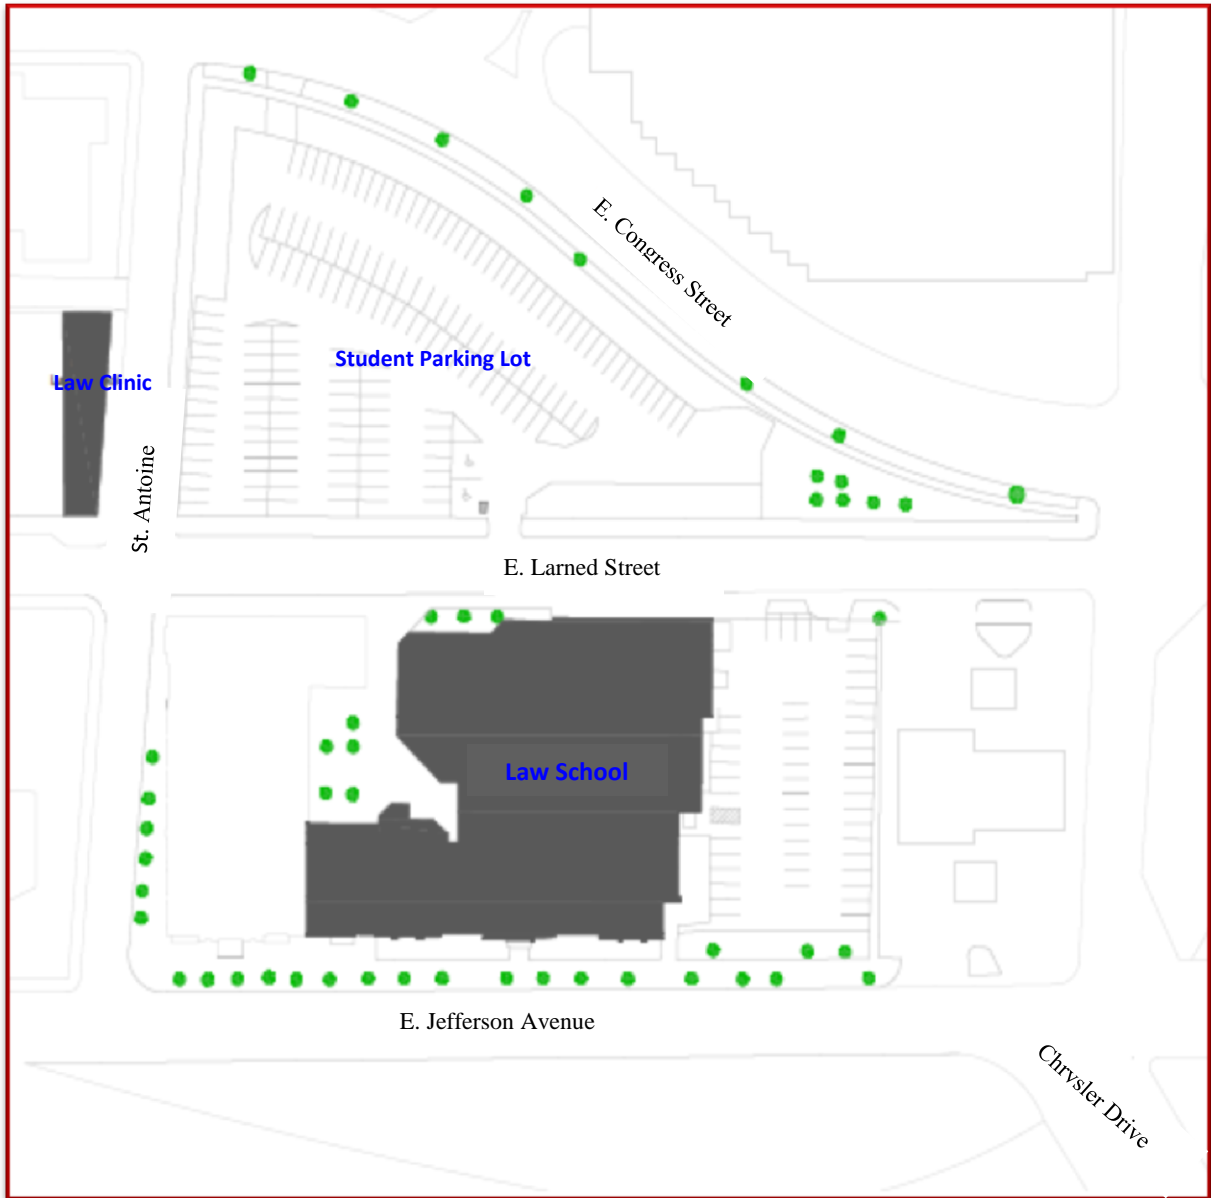 E. Congress Street
Student Parking Lot
Law Clinic
St. Antoine
E. Larned Street
Law School
E. Jefferson Avenue
Chrysler Drive